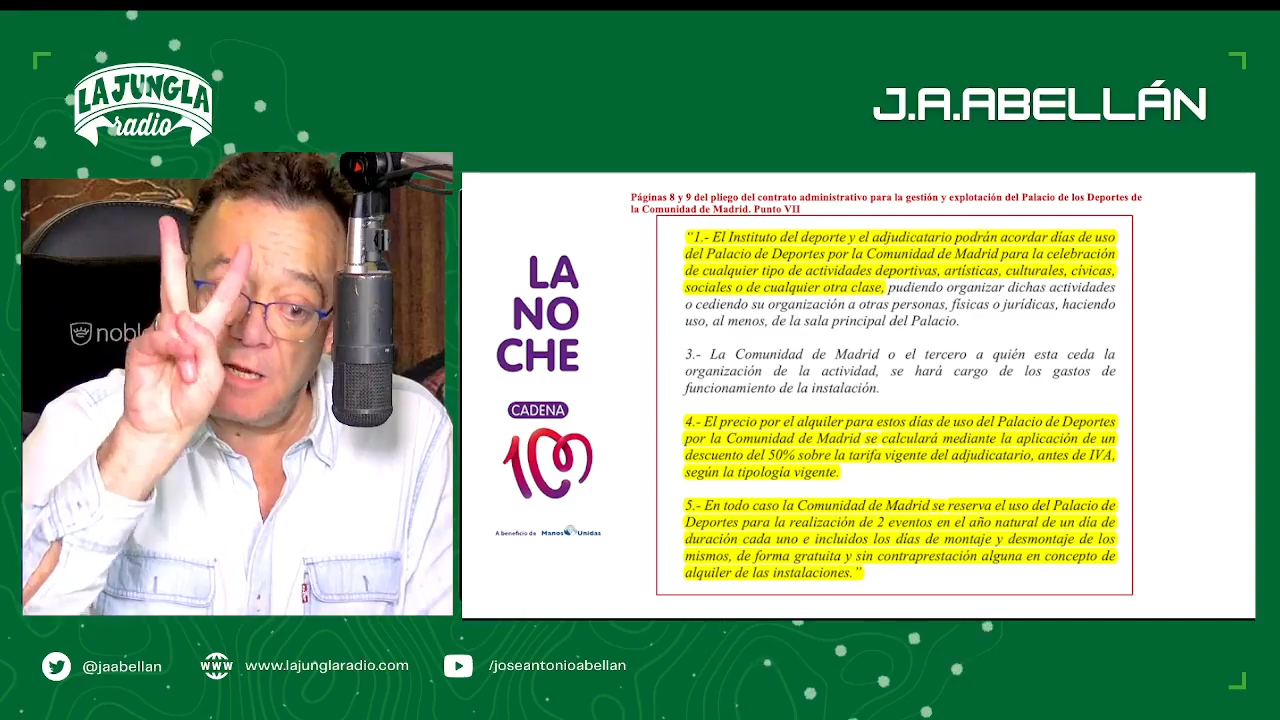 LA JUNGLA
radio
J.A.ABELLÁN
noble
Páginas 8 y 9 del pliego del contrato administrativo para la gestión y explotación del Palacio de los Deportes de
la Comunidad de Madrid. Punto VII
“1.- El Instituto del deporte y el adjudicatario podrán acordar días de uso
del Palacio de Deportes por la Comunidad de Madrid para la celebración
de cualquier tipo de actividades deportivas, artísticas, culturales, cívicas,
sociales o de cualquier otra clase, pudiendo organizar dichas actividades
o cediendo su organización a otras personas, físicas o jurídicas, haciendo
uso, al menos, de la sala principal del Palacio.
3.- La Comunidad de Madrid o el tercero a quién esta ceda la
organización de la actividad, se hará cargo de los gastos de
funcionamiento de la instalación.
4.- El precio por el alquiler para estos días de uso del Palacio de Deportes
por la Comunidad de Madrid se calculará mediante la aplicación de un
descuento del 50% sobre la tarifa vigente del adjudicatario, antes de IVA,
según la tipología vigente.
5.- En todo caso la Comunidad de Madrid se reserva el uso del Palacio de
Deportes para la realización de 2 eventos en el año natural de un día de
duración cada uno e incluidos los días de montaje y desmontaje de los
mismos, de forma gratuita y sin contraprestación alguna en concepto de
alquiler de las instalaciones.”
LA
NO
CHE
CADENA
100
A beneficio de Manos Unidas
@jaabellan
www.lajunglaradio.com
/joseantonioabellan